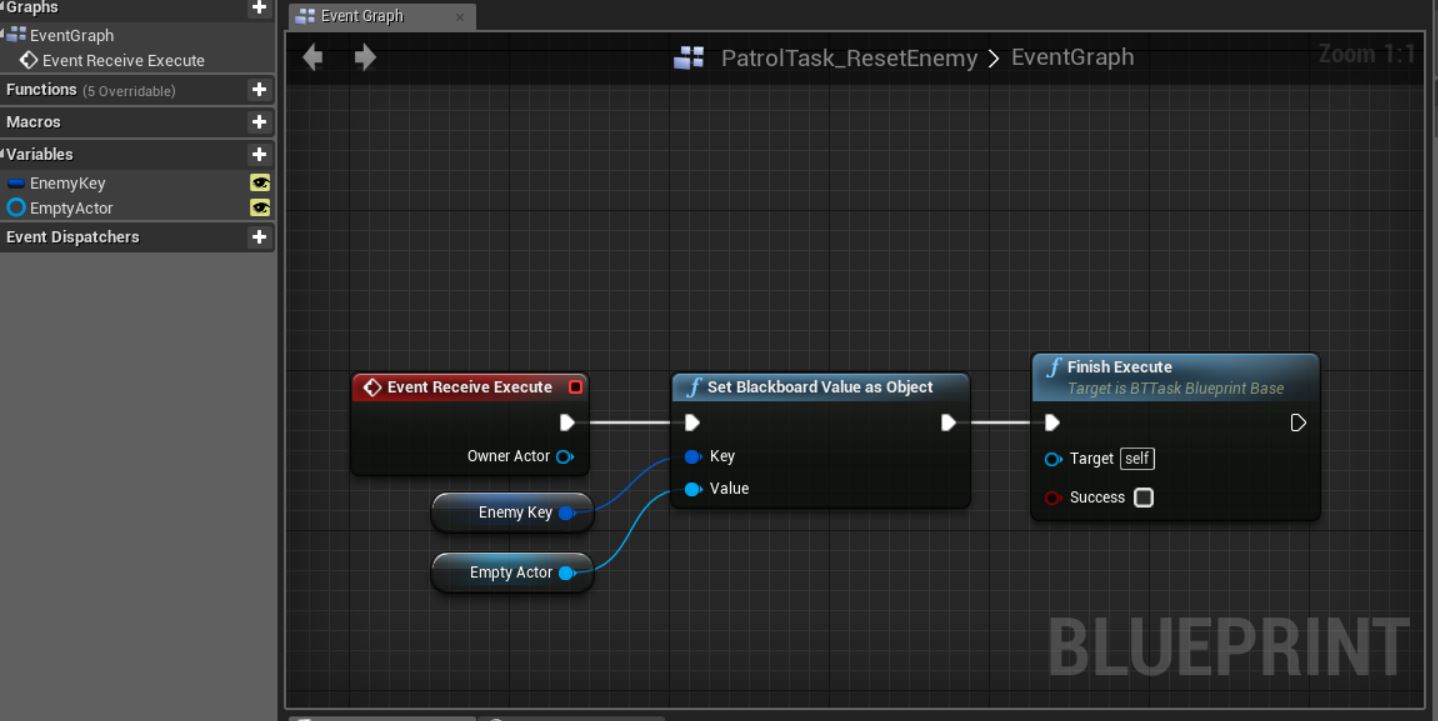 Graphs
EventGraph
Event Receive Execute
Functions (5 Overridable)
Macros
Variables
EnemyKey
EmptyActor
Event Dispatchers
Event Graph
PatrolTask_ResetEnemy > EventGraph
Zoom 1:1
Event Receive Execute
Owner Actor
Enemy Key
Empty Actor
Set Blackboard Value as Object
Key
Value
Finish Execute
Target is BTTask Blueprint Base
Target self
Success
BLUEPRINT